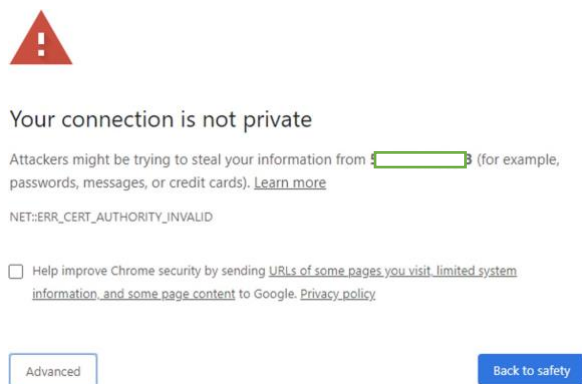 Your connection is not private
Attackers might be trying to steal your information from (for example,
passwords, messages, or credit cards). Learn more
NET::ERR_CERT_AUTHORITY_INVALID
Help improve Chrome security by sending URLs of some pages you visit, limited system
information, and some page content to Google. Privacy policy
Advanced
Back to safety